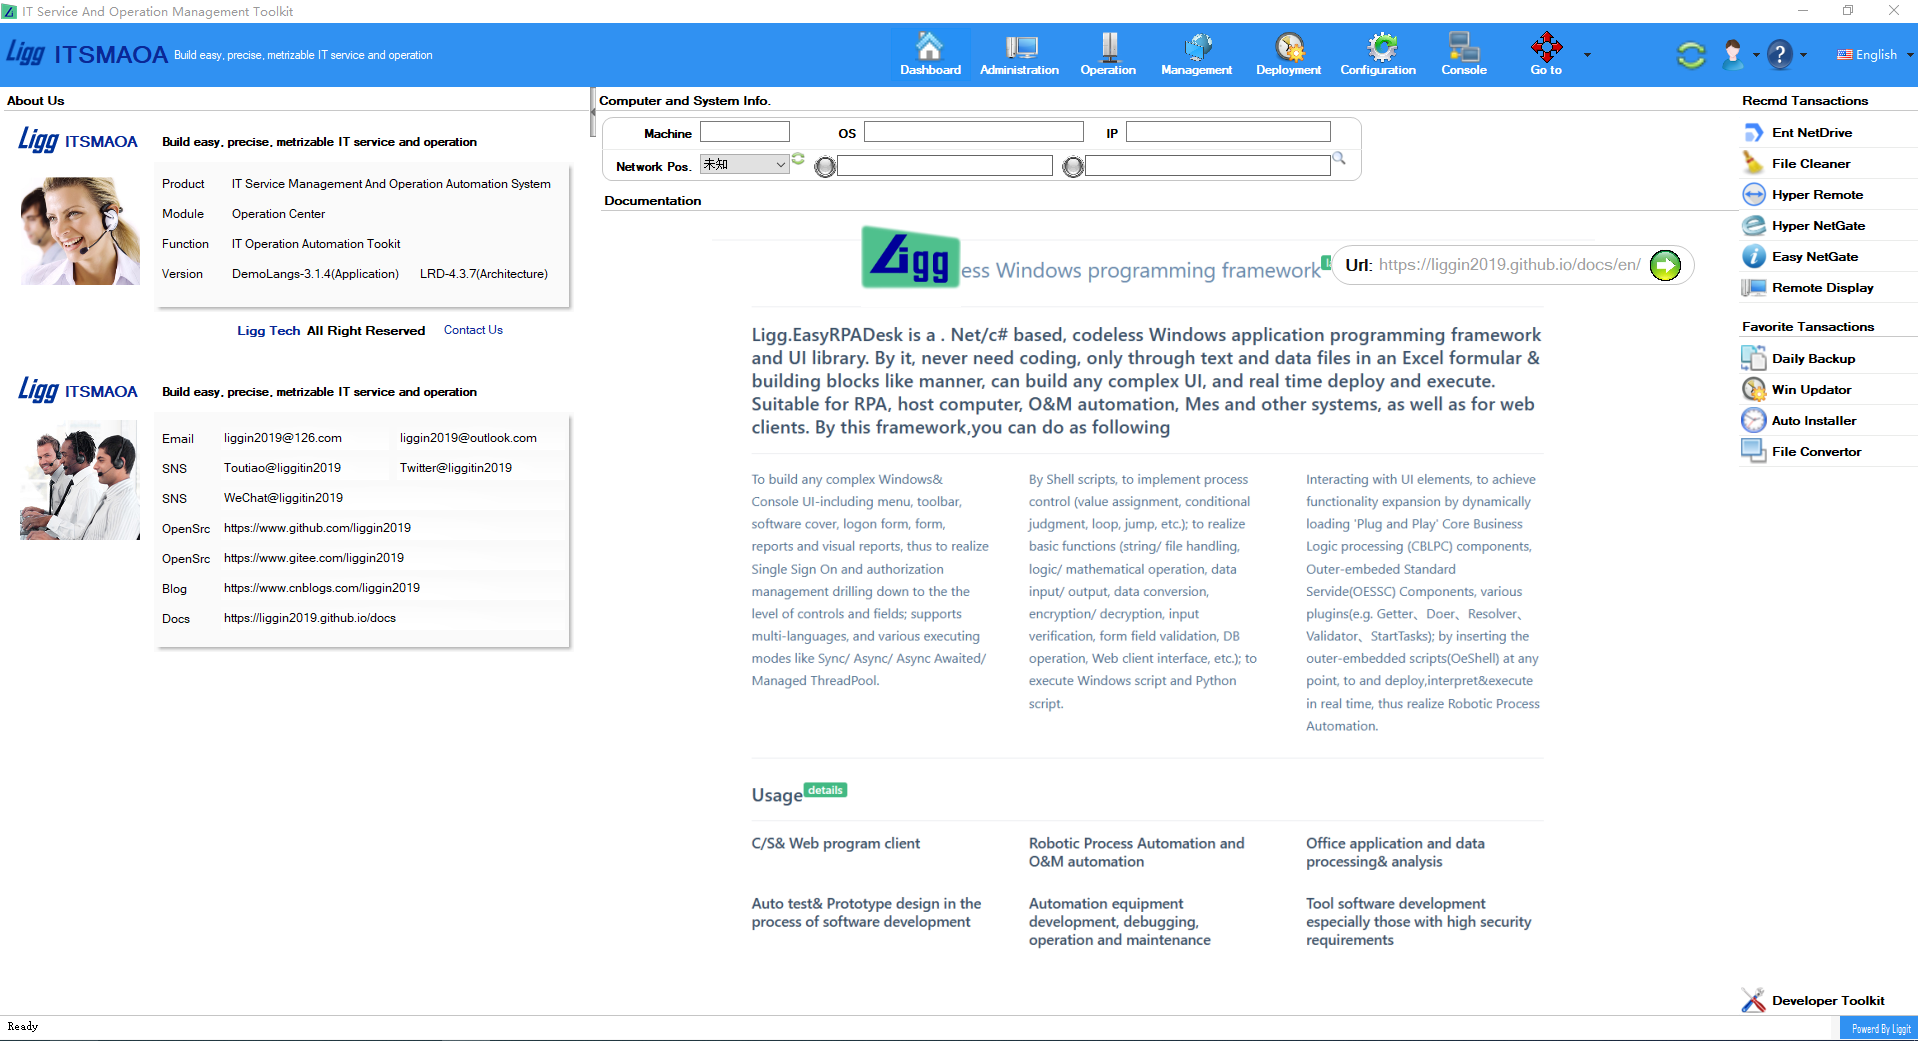 IT Service And Operation Management Toolkit
Ligg ITSMAOA Build easy, precise, metrizable IT service and operation
Dashboard Administration Operation Management Deployment Configuration Console Go to English
About Us
Ligg ITSMAOA Build easy, precise, metrizable IT service and operation
Product IT Service Management And Operation Automation System
Module Operation Center
Function IT Operation Automation Tookit
Version DemoLangs-3.1.4(Application) LRD-4.3.7(Architecture)
Ligg Tech All Right Reserved Contact Us
Ligg ITSMAOA Build easy, precise, metrizable IT service and operation
Email liggin2019@126.com liggin2019@outlook.com
SNS Toutiao@liggitin2019 Twitter@liggitin2019
SNS WeChat@liggitin2019
OpenSrc https://www.github.com/liggin2019
OpenSrc https://www.gitee.com/liggin2019
Blog https://www.cnblogs.com/liggin2019
Docs https://liggin2019.github.io/docs
Computer and System Info.
Machine OS IP
Network Pos. 未知
Documentation
Ligg ess Windows programming framework
Url: https://liggin2019.github.io/docs/en/
Ligg.EasyRPADesk is a . Net/c# based, codeless Windows application programming framework
and UI library. By it, never need coding, only through text and data files in an Excel formular &
building blocks like manner, can build any complex UI, and real time deploy and execute.
Suitable for RPA, host computer, O&M automation, Mes and other systems, as well as for web
clients. By this framework,you can do as following
To build any complex Windows&
Console UI-including menu, toolbar,
software cover, logon form, form,
reports and visual reports, thus to realize
Single Sign On and authorization
management drilling down to the the
level of controls and fields; supports
multi-languages, and various executing
modes like Sync/ Async/ Async Awaited/
Managed ThreadPool.
By Shell scripts, to implement process
control (value assignment, conditional
judgment, loop, jump, etc.); to realize
basic functions (string/ file handling,
logic/ mathematical operation, data
input/ output, data conversion,
encryption/ decryption, input
verification, form field validation, DB
operation, Web client interface, etc.); to
execute Windows script and Python
script.
Interacting with UI elements, to achieve
functionality expansion by dynamically
loading 'Plug and Play' Core Business
Logic processing (CBLPC) components,
Outer-embeded Standard
Servide(OESSC) Components, various
plugins(e.g. Getter、Doer、Resolver、
Validator、StartTasks); by inserting the
outer-embedded scripts(OeShell) at any
point, to and deploy,interpret&execute
in real time, thus realize Robotic Process
Automation.
Usage details
C/S& Web program client
Robotic Process Automation and
O&M automation
Office application and data
processing& analysis
Auto test& Prototype design in the
process of software development
Automation equipment
development, debugging,
operation and maintenance
Tool software development
especially those with high security
requirements
Recmd Tansactions
Ent NetDrive
File Cleaner
Hyper Remote
Hyper NetGate
Easy NetGate
Remote Display
Favorite Tansactions
Daily Backup
Win Updator
Auto Installer
File Convertor
Developer Toolkit
Ready
Powerd By Liggit